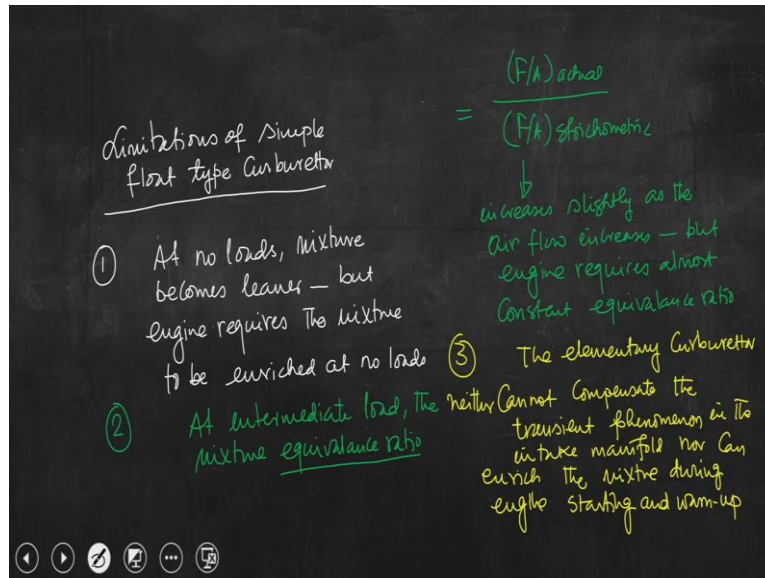 Limitations of simple
float type Carburettor
① At no loads, mixture
becomes leaner – but
engine requires the mixture
to be enriched at no loads
② At intermediate load, the
mixture equivalance ratio
= (F/A) actual
(F/A) stoichometric
increases slightly as the
air flow increases – but
engine requires almost
Constant equivalance ratio
③ The elementary Carburettor
neither Cannot Compensate the
transient phenomenon in the
intake manifold nor Can
enrich the mixture during
engine starting and warm-up